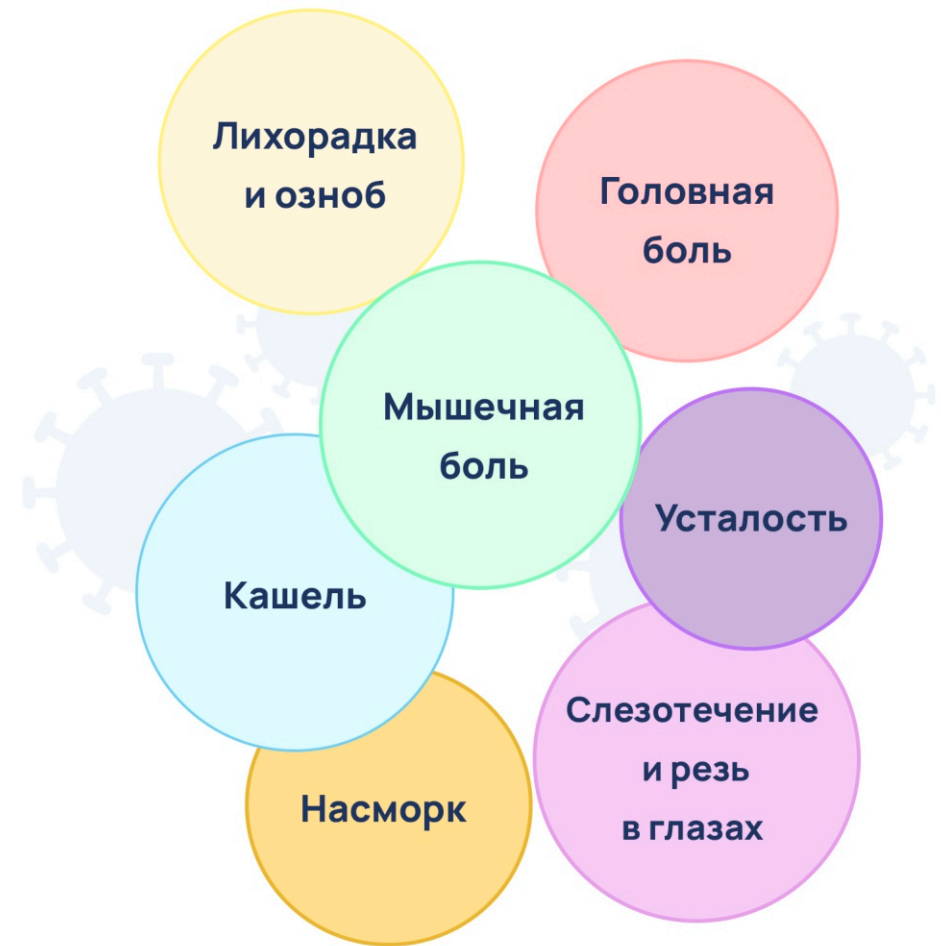 Лихорадка
и озноб
Головная
боль
Мышечная
боль
Усталость
Кашель
Слезотечение
и резь
в глазах
Насморк